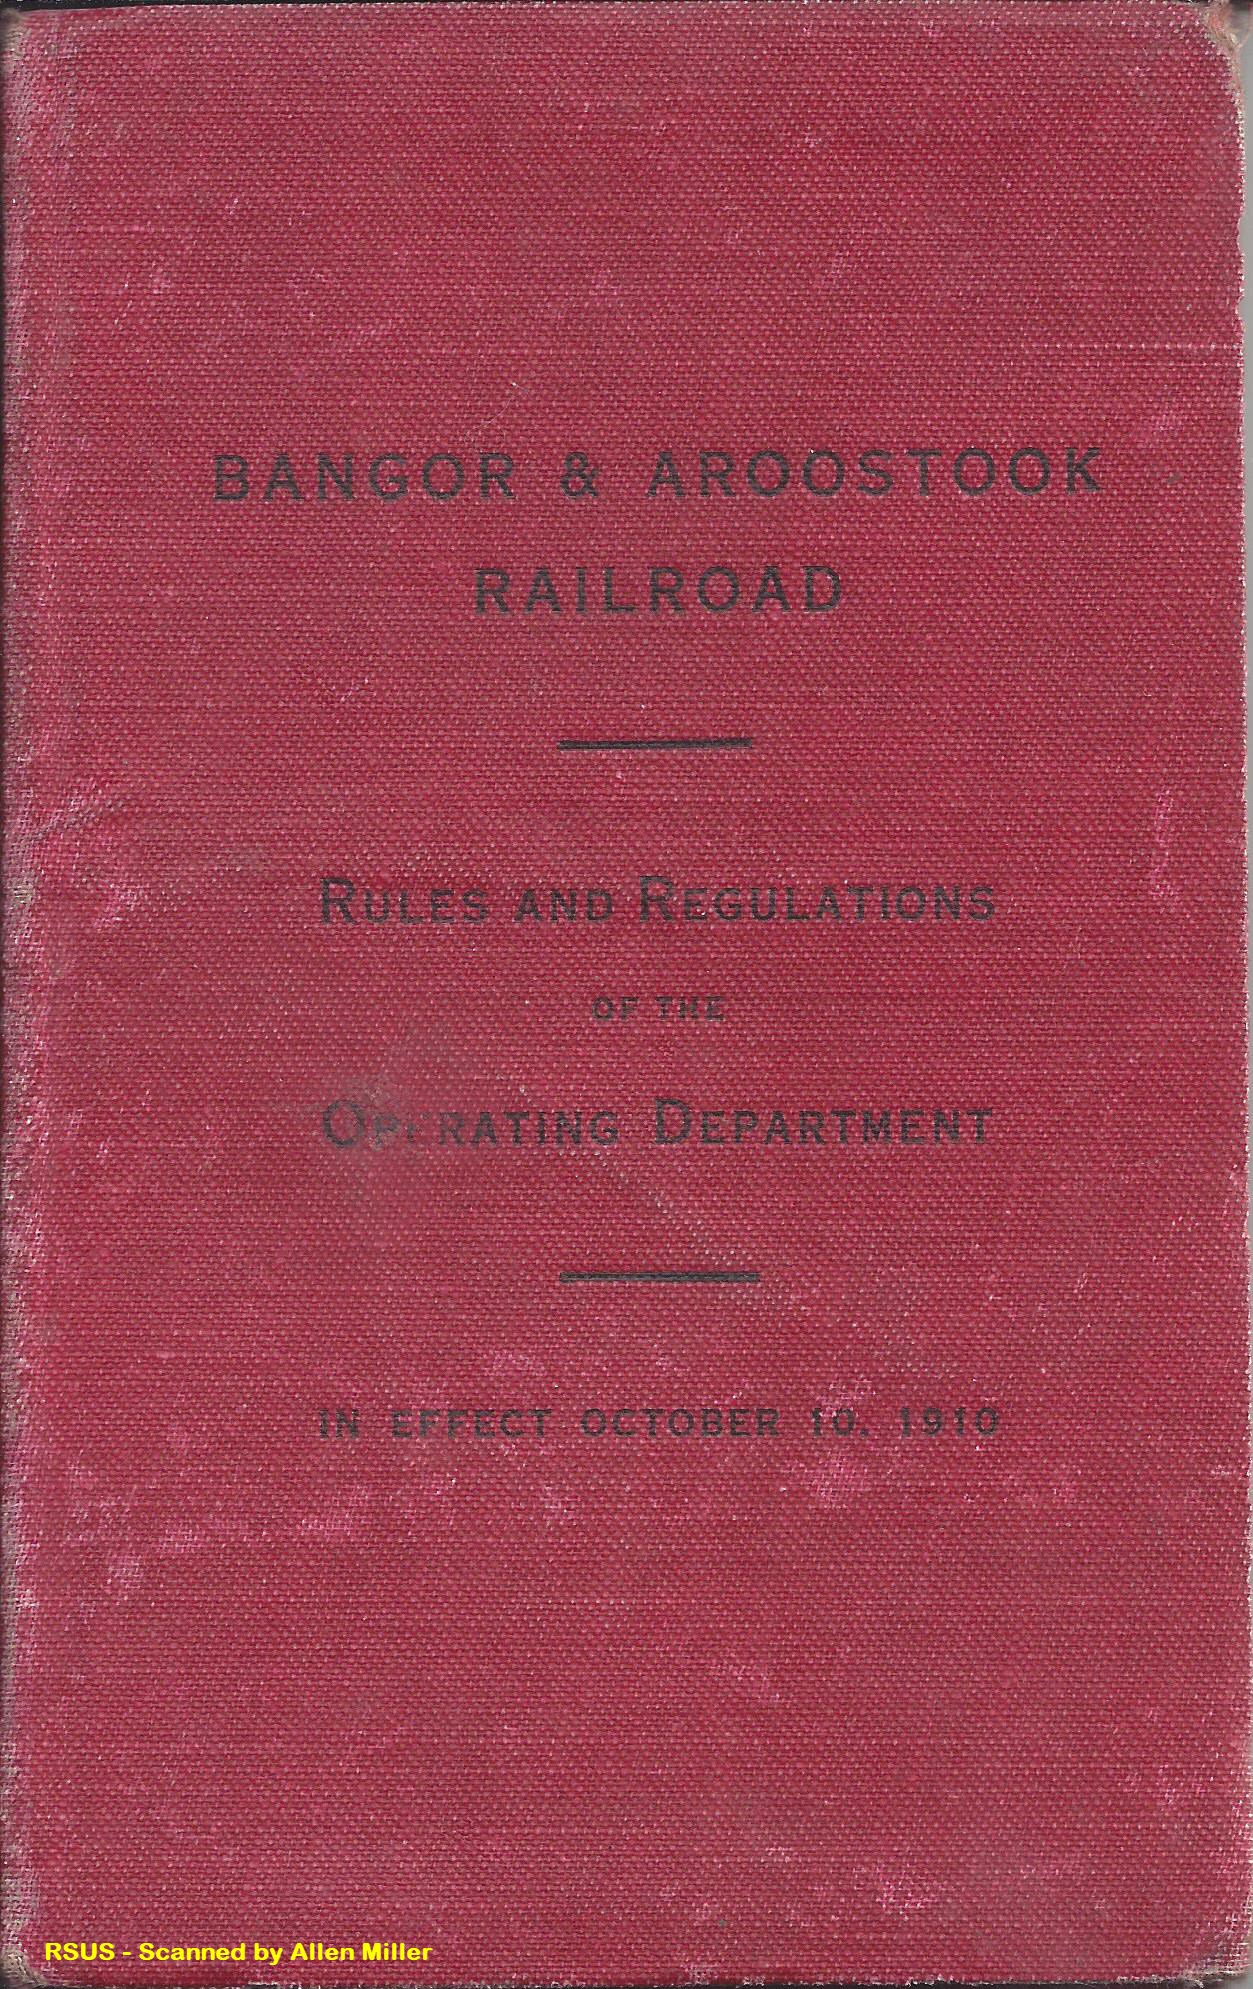 BANGOR & AROOSTOOK
RAILROAD
RULES AND REGULATIONS
OF THE
OPERATING DEPARTMENT
IN EFFECT OCTOBER 10, 1910
RSUS - Scanned by Allen Miller